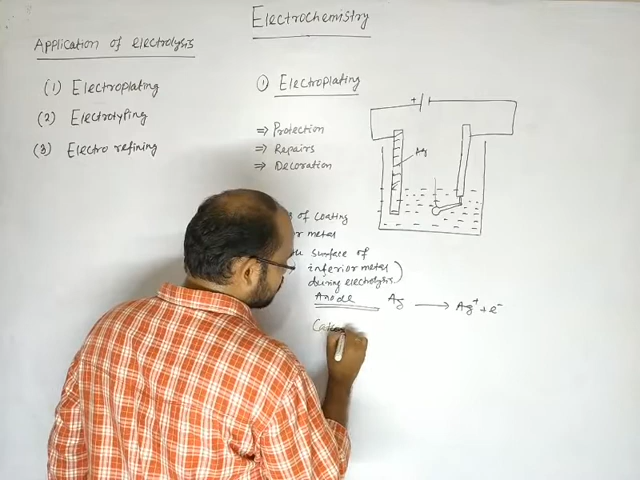 Electrochemistry
Application of electrolysis
(1) Electroplating
(2) Electrotyping
(3) Electro refining
① Electroplating
⇒ Protection
⇒ Repairs
⇒ Decoration
of coating
metal
surface of
inferior metal)
during electrolysis
Anode Ag ⟶ Ag⁺ + e⁻
+
Ag